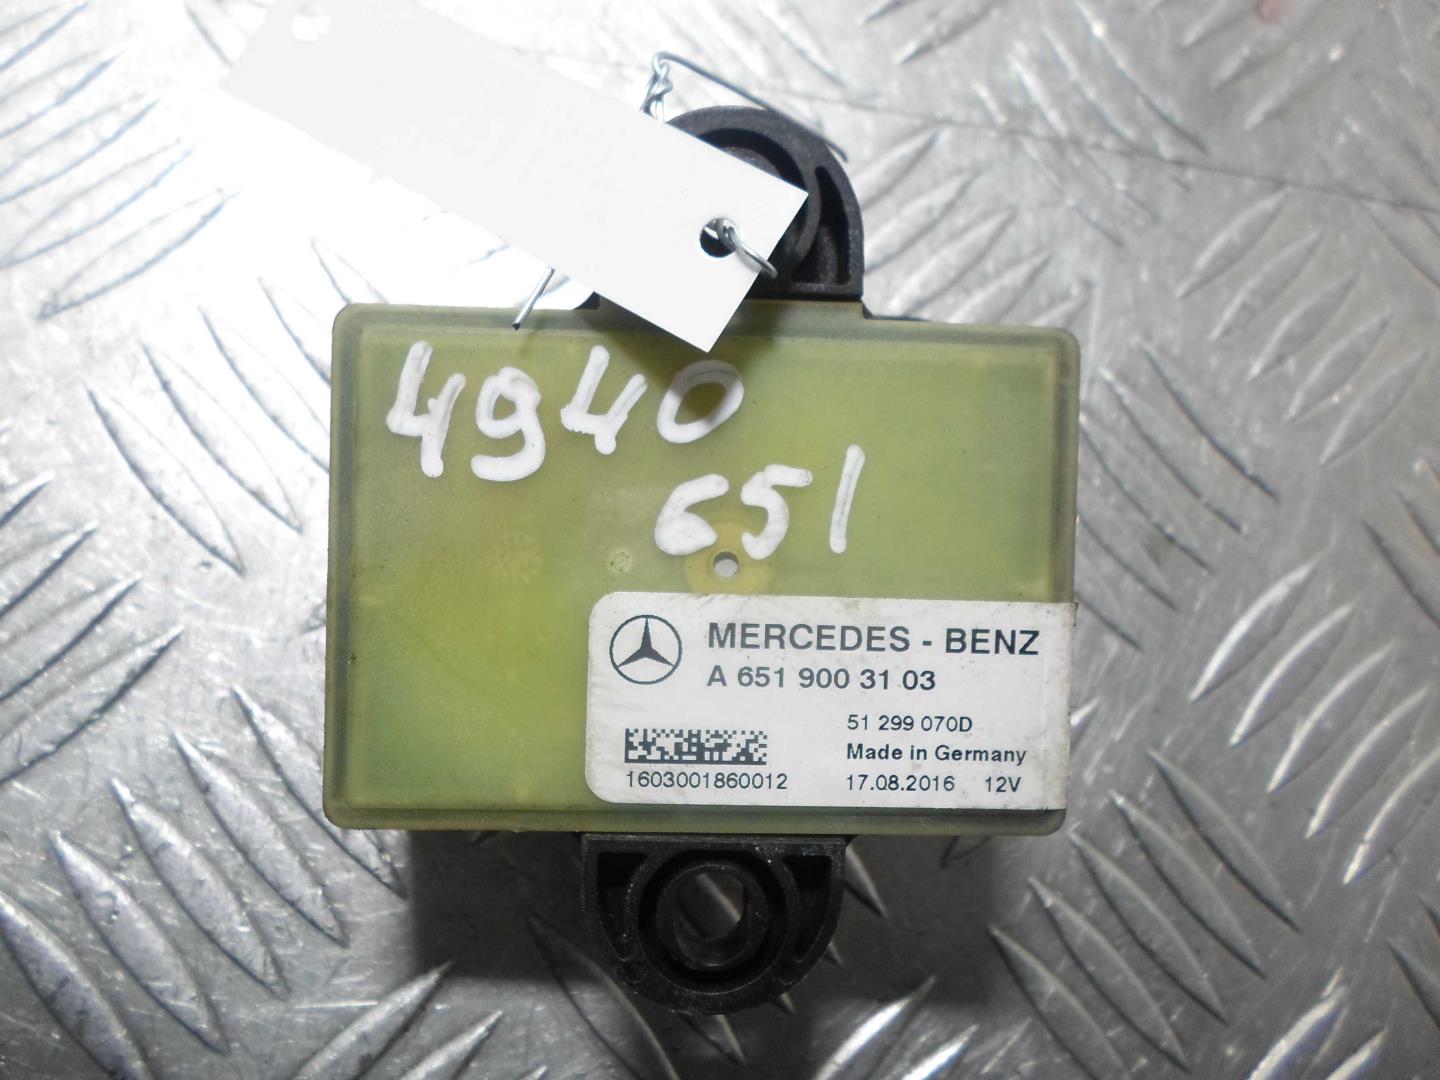 4940
651
MERCEDES - BENZ
A 651 900 31 03
51 299 070D
Made in Germany
1603001860012 17.08.2016 12V